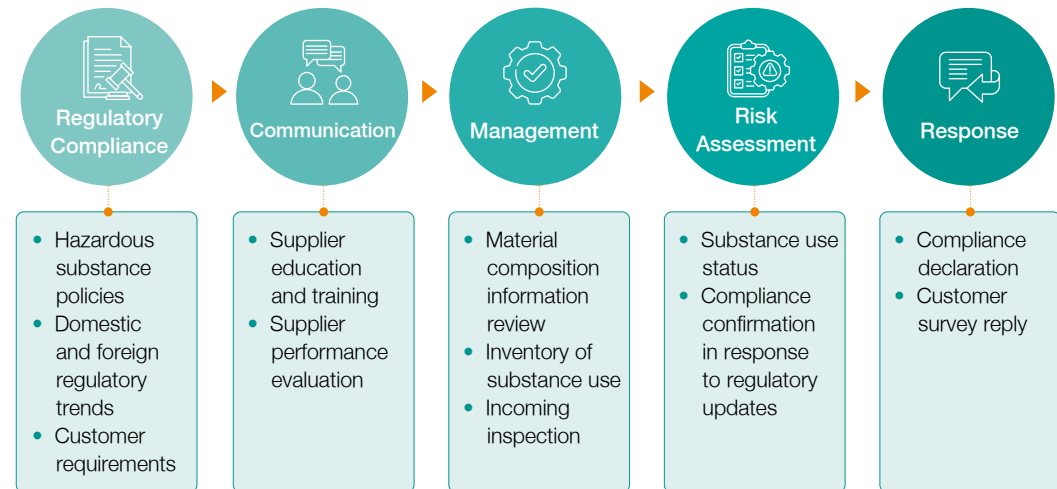 Regulatory
Compliance
Communication
Management
Risk
Assessment
Response
• Hazardous
substance
policies
• Domestic
and foreign
regulatory
trends
• Customer
requirements
• Supplier
education
and training
• Supplier
performance
evaluation
• Material
composition
information
review
• Inventory of
substance use
• Incoming
inspection
• Substance use
status
• Compliance
confirmation
in response
to regulatory
updates
• Compliance
declaration
• Customer
survey reply